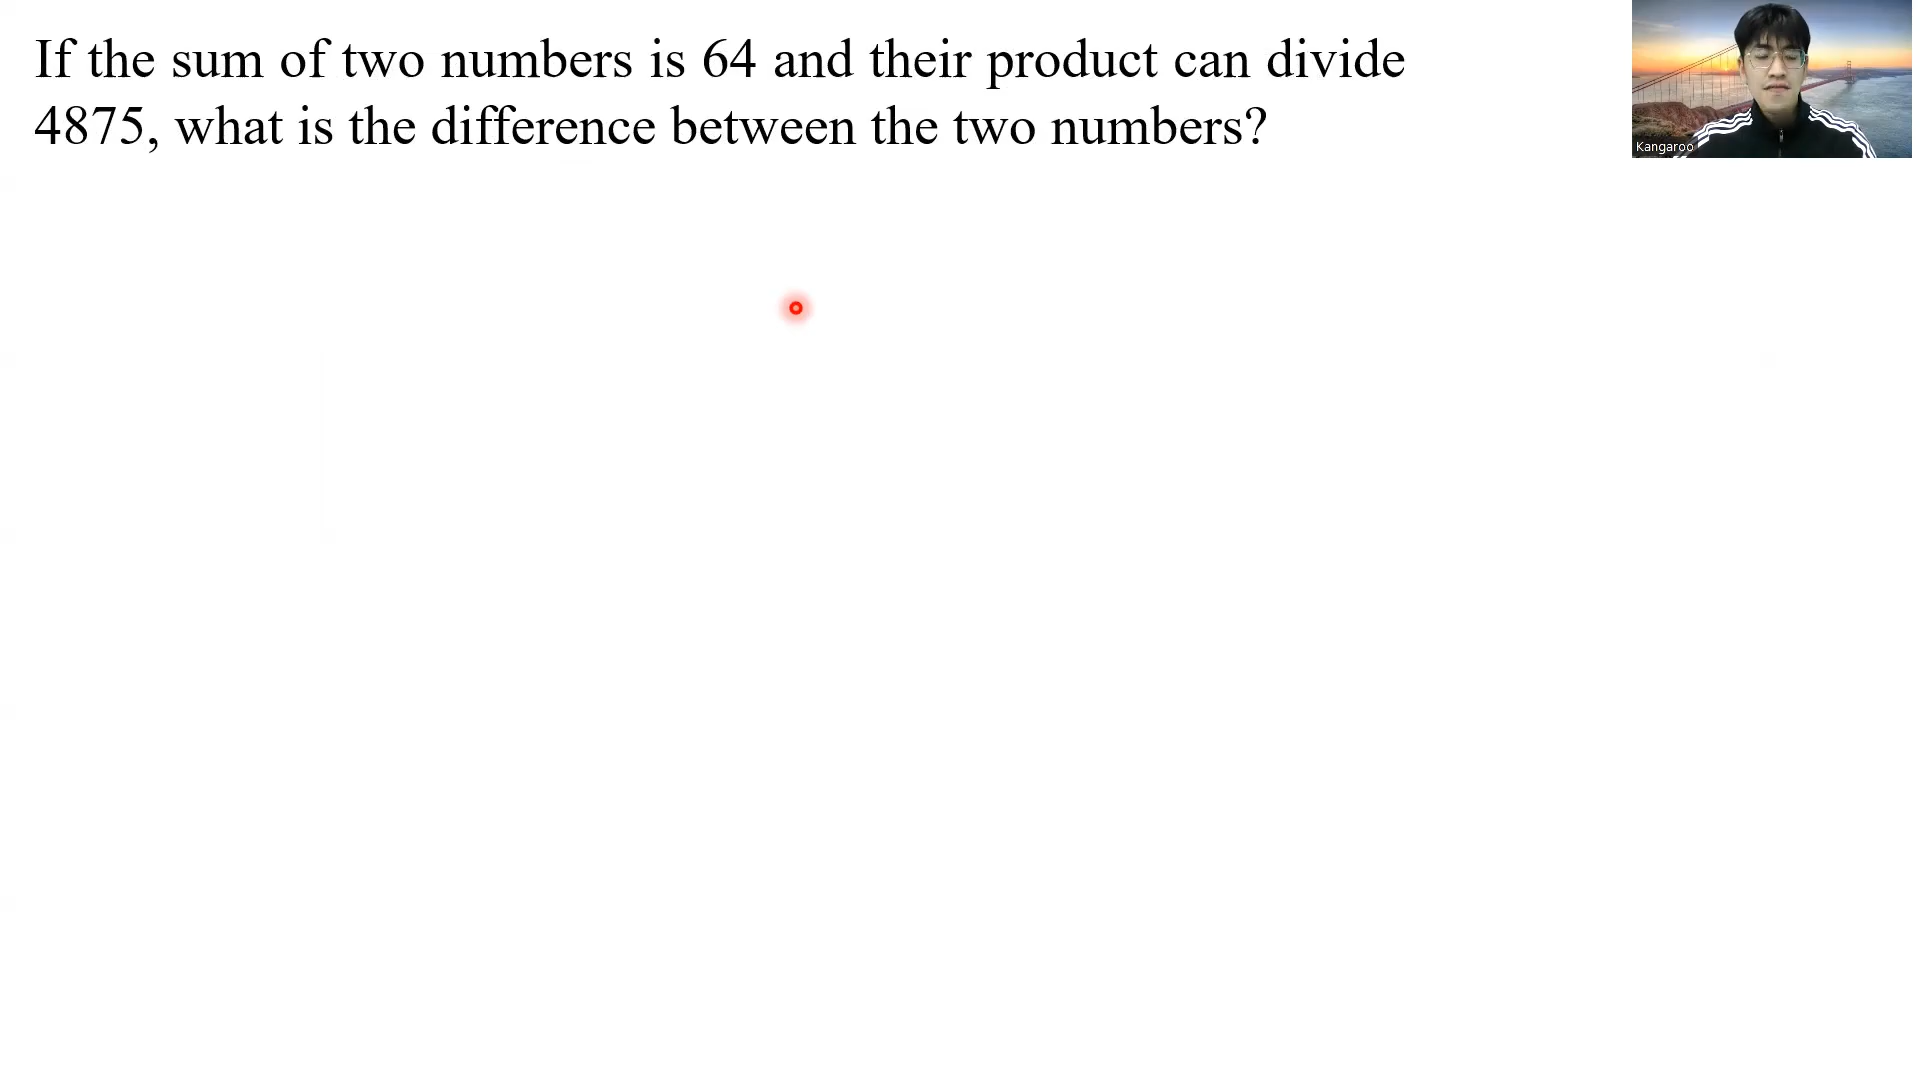 If the sum of two numbers is 64 and their product can divide
4875, what is the difference between the two numbers?
Kangaroo